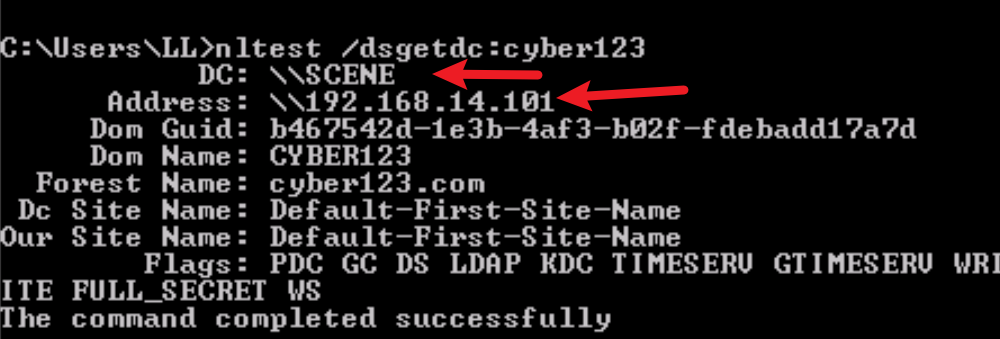 C:\Users\LL>nltest /dsgetdc:cyber123
DC: \\SCENE
Address: \\192.168.14.101
Dom Guid: b467542d-1e3b-4af3-b02f-fdebadd17a7d
Dom Name: CYBER123
Forest Name: cyber123.com
Dc Site Name: Default-First-Site-Name
Our Site Name: Default-First-Site-Name
Flags: PDC GC DS LDAP KDC TIMESERV GTIMESERV WRI
ITE FULL_SECRET WS
The command completed successfully